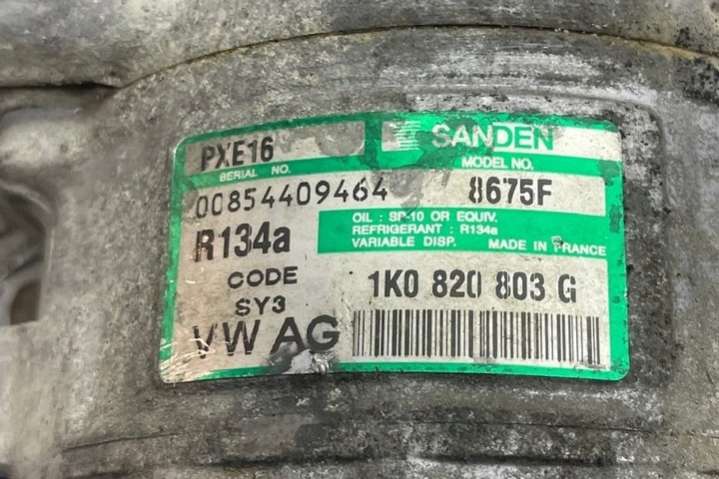 PXE16
SANDEN
SERIAL NO.
MODEL NO.
00854409464
8675F
R134a
OIL : SP-10 OR EQUIV.
REFRIGERANT : R134a
VARIABLE DISP. MADE IN FRANCE
CODE
SY3
1K0 820 803 G
VW AG